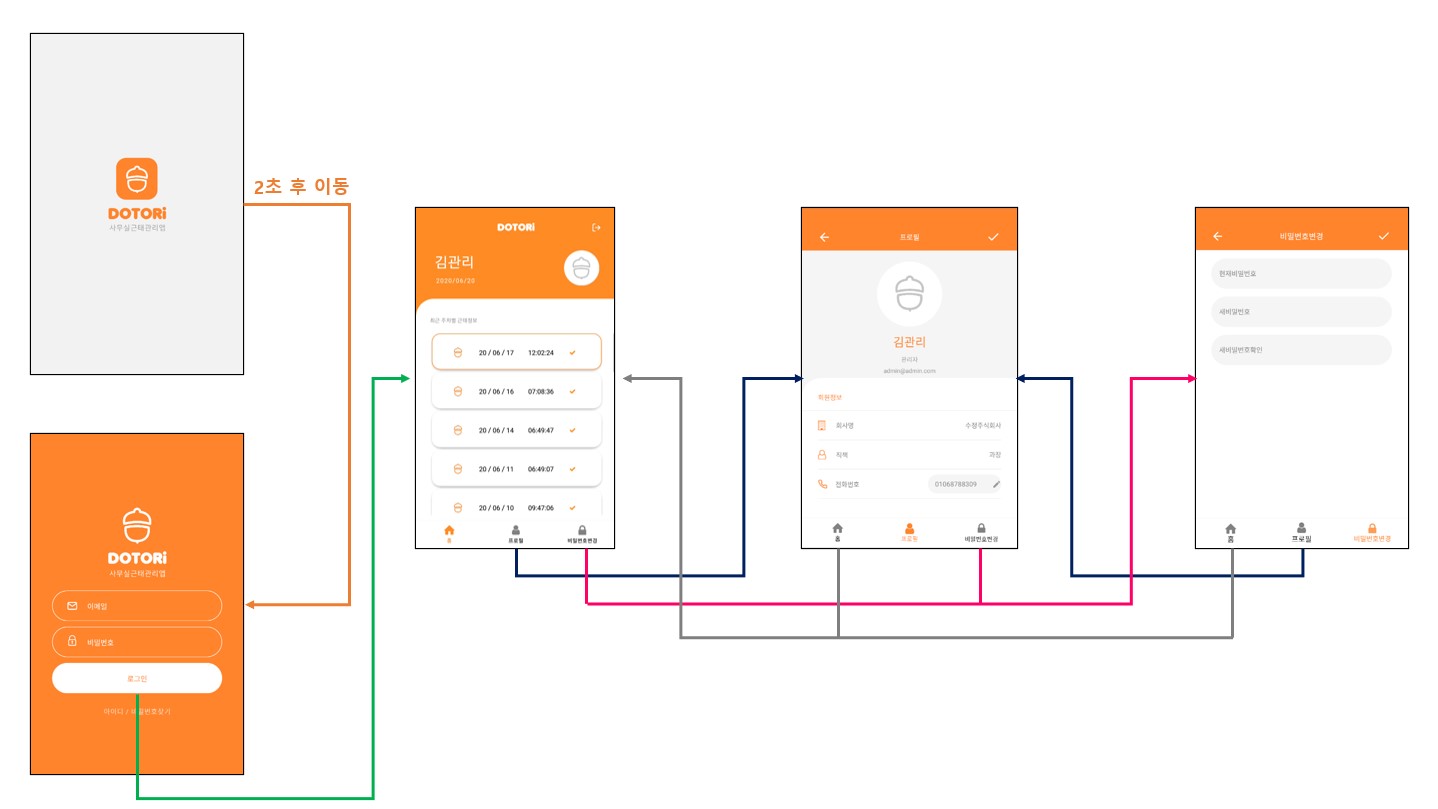 DOTORi
사무실근태관리앱
2초 후 이동
DOTORi
사무실근태관리앱
이메일
비밀번호
로그인
아이디 / 비밀번호찾기
DOTORi
김관리
2020/06/20
최근 주차별 근태정보
20 / 06 / 17 12:02:24
20 / 06 / 16 07:08:36
20 / 06 / 14 06:49:47
20 / 06 / 11 06:49:07
20 / 06 / 10 09:47:06
홈 프로필 비밀번호변경
프로필
김관리
관리자
admin@admin.com
회원정보
회사명 수정주식회사
직책 과장
전화번호 01068788309
홈 프로필 비밀번호변경
비밀번호변경
현재비밀번호
새비밀번호
새비밀번호확인
홈 프로필 비밀번호변경